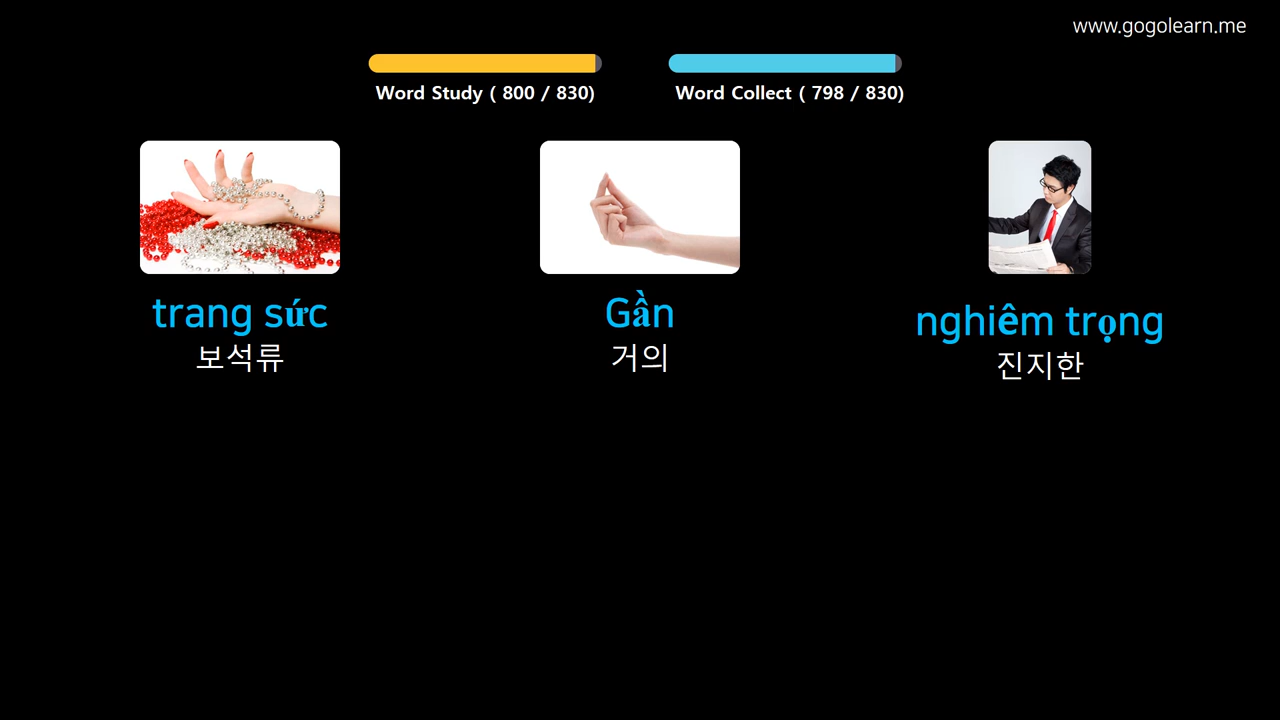 www.gogolearn.me
Word Study ( 800 / 830)
Word Collect ( 798 / 830)
trang sức
보석류
Gần
거의
nghiêm trọng
진지한